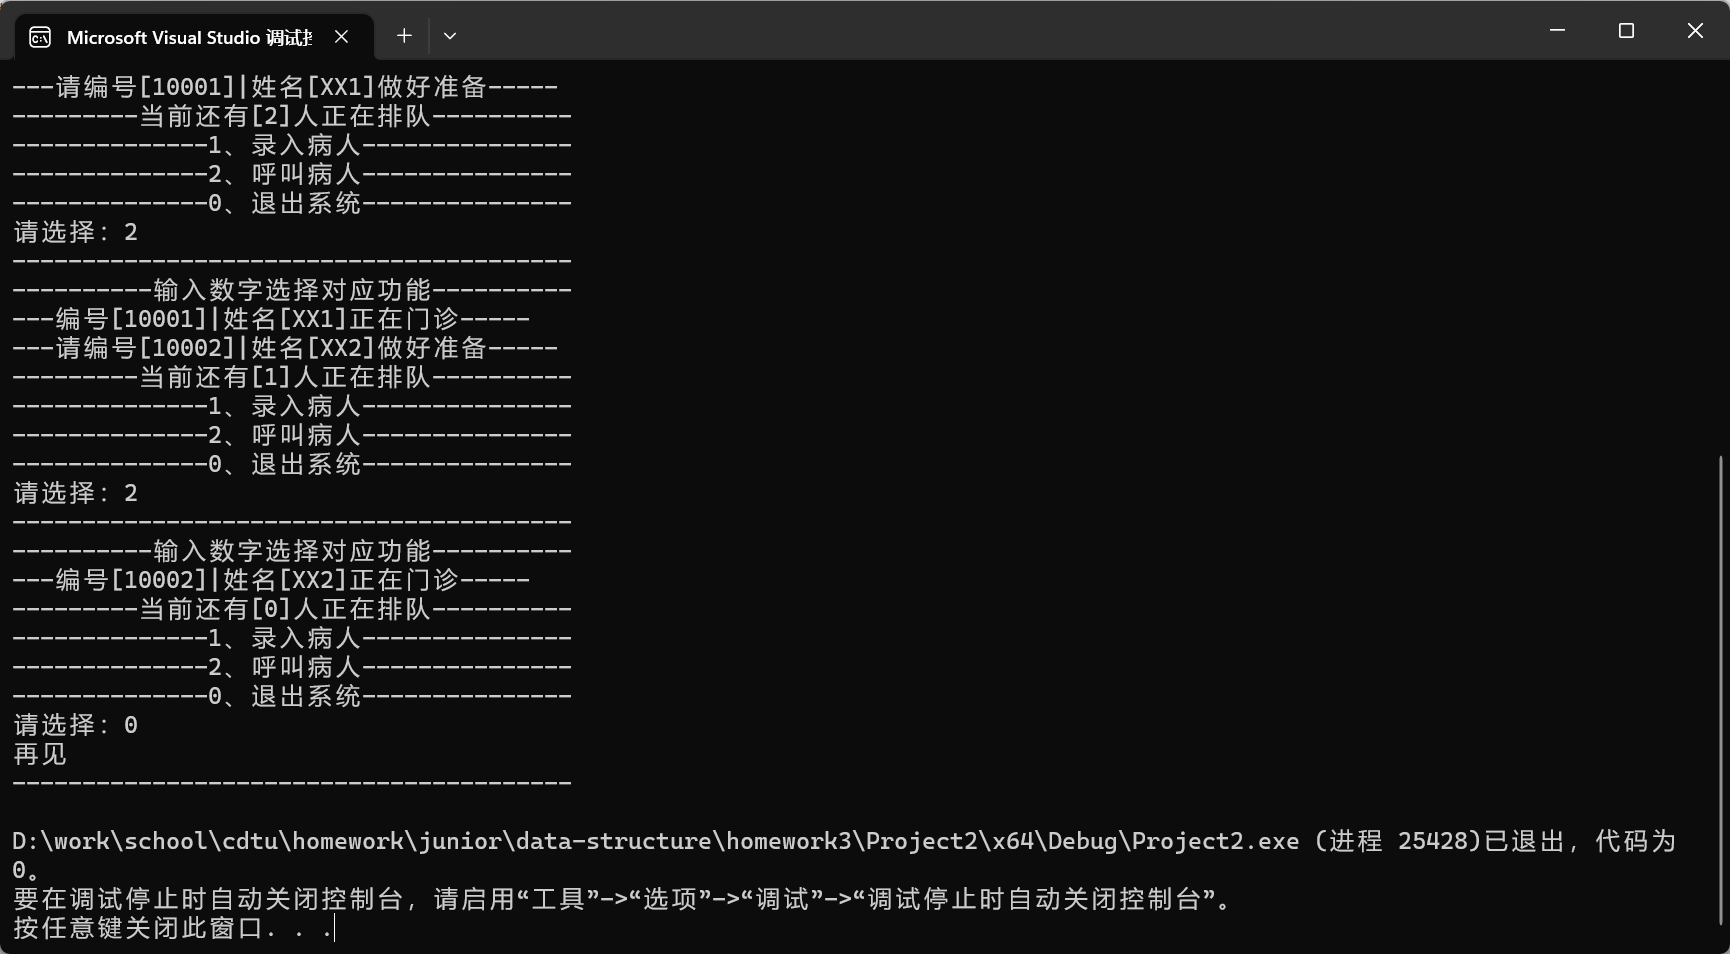 Microsoft Visual Studio 调试控
---请编号[10001]|姓名[XX1]做好准备-----
---------当前还有[2]人正在排队----------
--------------1、录入病人---------------
--------------2、呼叫病人---------------
--------------0、退出系统---------------
请选择: 2
----------------------------------------
----------输入数字选择对应功能----------
---编号[10001]|姓名[XX1]正在门诊-----
---请编号[10002]|姓名[XX2]做好准备-----
---------当前还有[1]人正在排队----------
--------------1、录入病人---------------
--------------2、呼叫病人---------------
--------------0、退出系统---------------
请选择: 2
----------------------------------------
----------输入数字选择对应功能----------
---编号[10002]|姓名[XX2]正在门诊-----
---------当前还有[0]人正在排队----------
--------------1、录入病人---------------
--------------2、呼叫病人---------------
--------------0、退出系统---------------
请选择: 0
再见
----------------------------------------
D:\work\school\cdtu\homework\junior\data-structure\homework3\Project2\x64\Debug\Project2.exe (进程 25428)已退出，代码为
0。
要在调试停止时自动关闭控制台，请启用“工具”->“选项”->“调试”->“调试停止时自动关闭控制台”。
按任意键关闭此窗口. . .